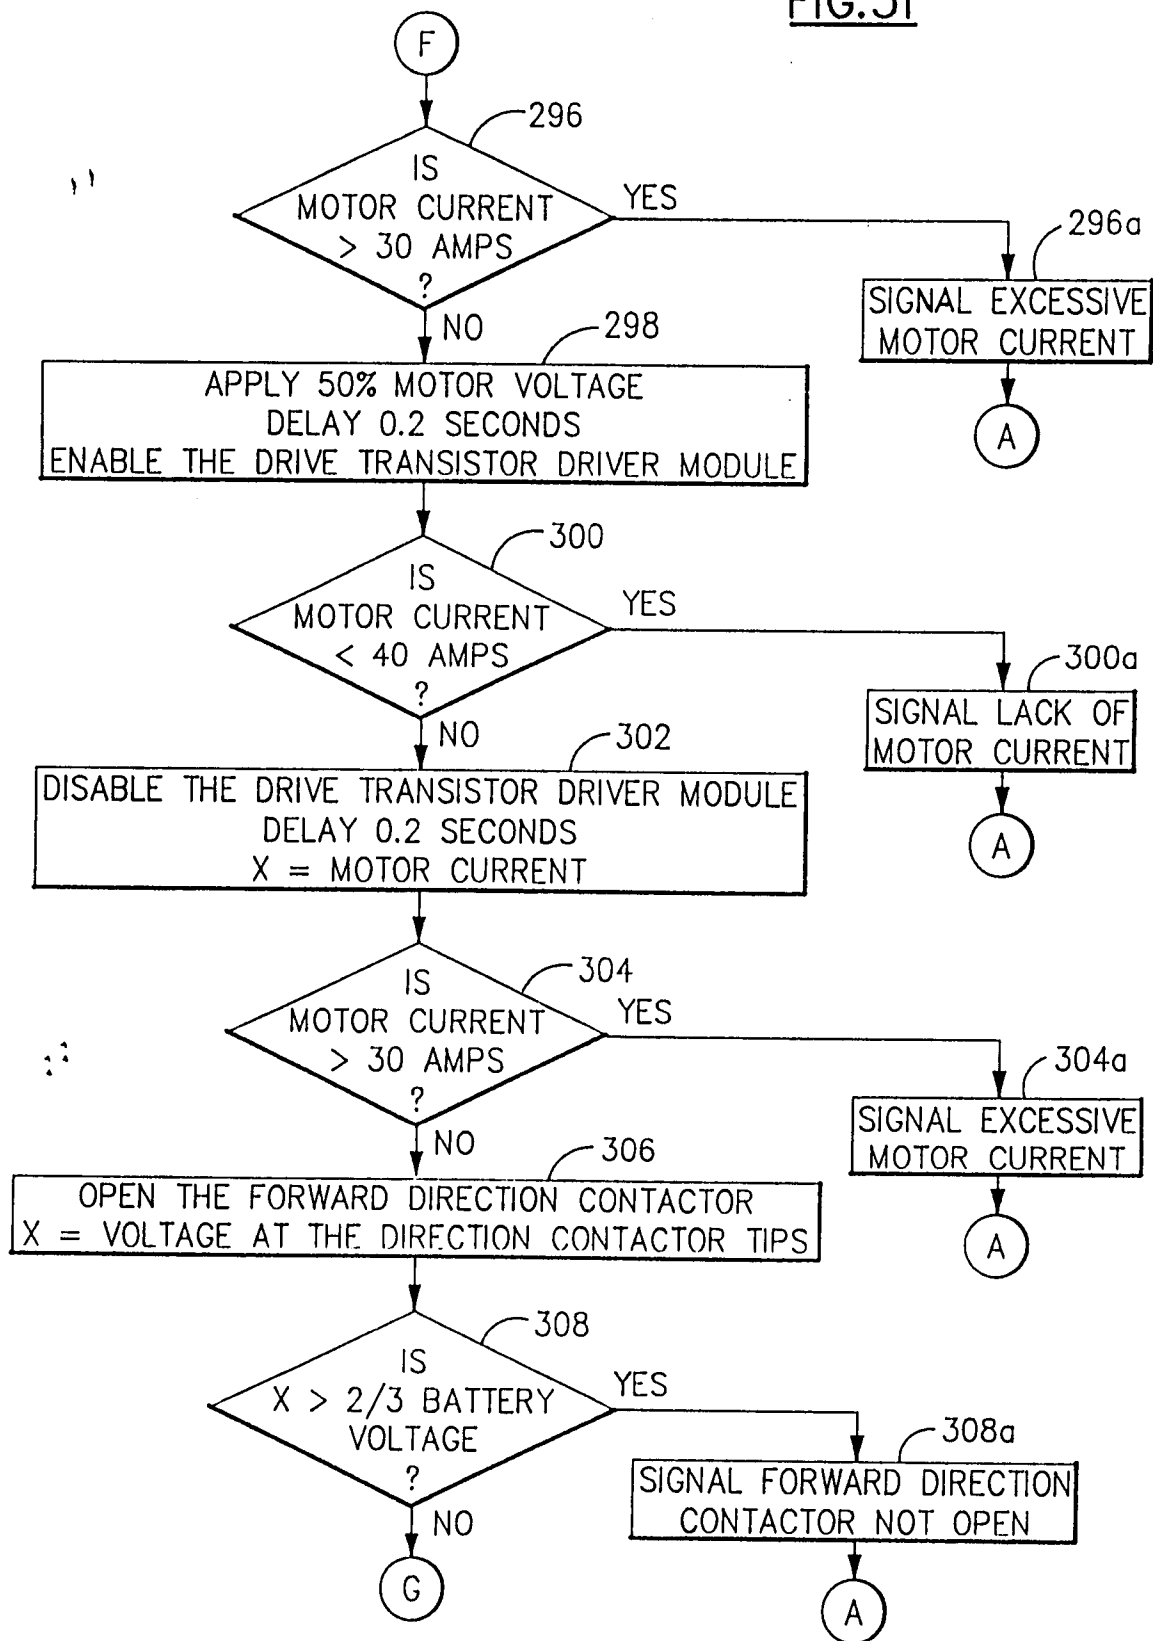 FIG.31
F
296
IS
MOTOR CURRENT
> 30 AMPS
?
YES
296a
SIGNAL EXCESSIVE
MOTOR CURRENT
A
NO
298
APPLY 50% MOTOR VOLTAGE
DELAY 0.2 SECONDS
ENABLE THE DRIVE TRANSISTOR DRIVER MODULE
300
IS
MOTOR CURRENT
< 40 AMPS
?
YES
300a
SIGNAL LACK OF
MOTOR CURRENT
A
NO
302
DISABLE THE DRIVE TRANSISTOR DRIVER MODULE
DELAY 0.2 SECONDS
X = MOTOR CURRENT
304
IS
MOTOR CURRENT
> 30 AMPS
?
YES
304a
SIGNAL EXCESSIVE
MOTOR CURRENT
A
NO
306
OPEN THE FORWARD DIRECTION CONTACTOR
X = VOLTAGE AT THE DIRECTION CONTACTOR TIPS
308
IS
X > 2/3 BATTERY
VOLTAGE
?
YES
308a
SIGNAL FORWARD DIRECTION
CONTACTOR NOT OPEN
A
NO
G